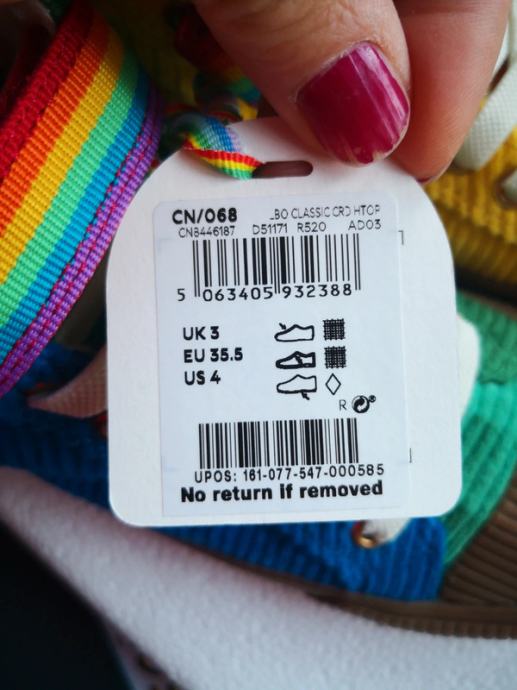 CN/068 _BO CLASSIC CRD HTOP
CN8446187 D51171 R520 AD03
5 063405 932388
UK 3
EU 35.5
US 4
R
UPOS: 161-077-547-000585
No return if removed